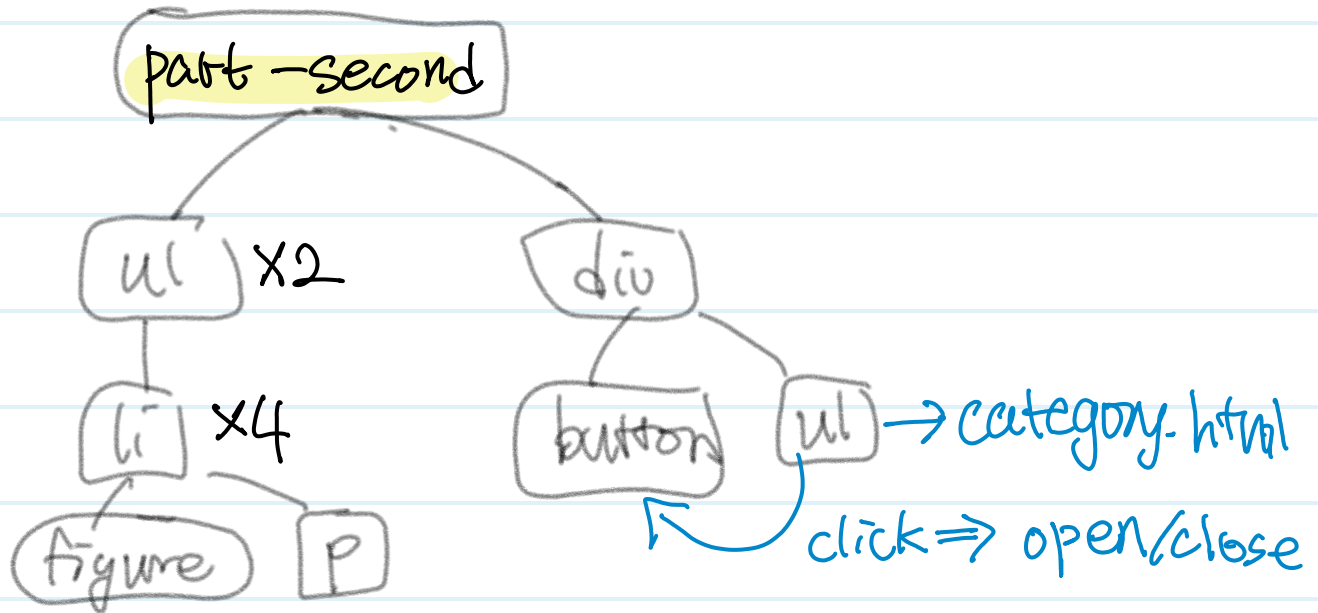 part-second
ul x2
div
li x4
button
ul → category.html
figure
p
click ⇒ open/close